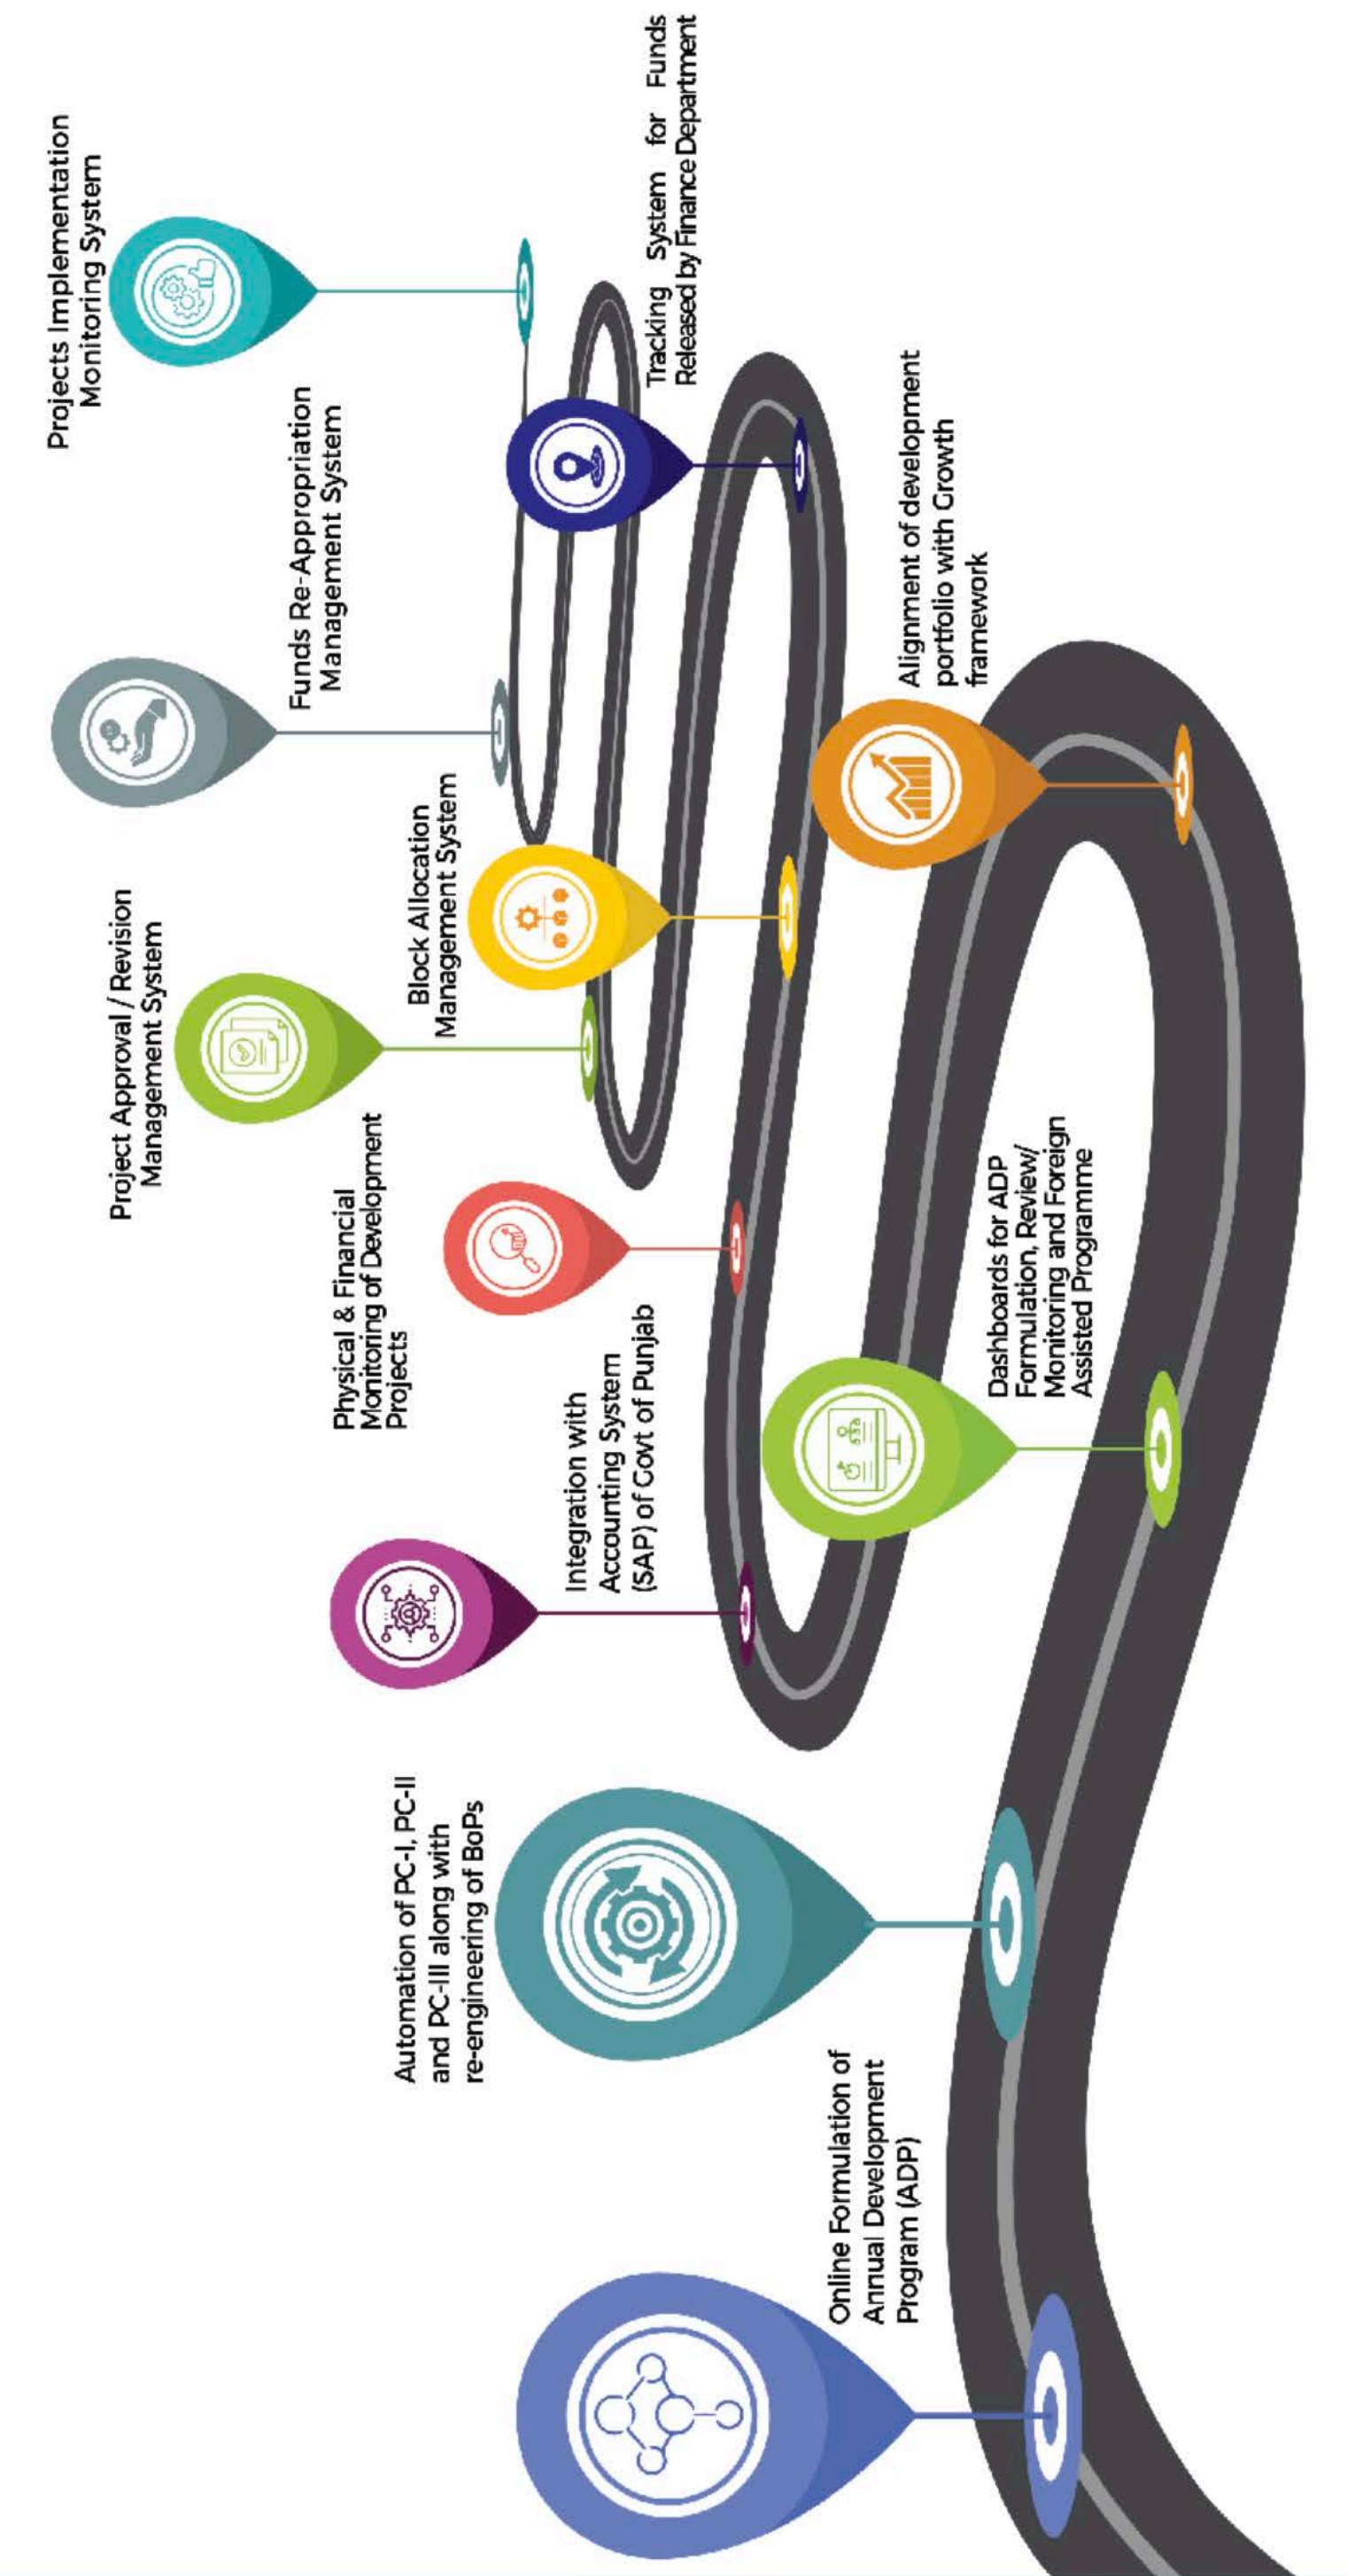 Online Formulation of
Annual Development
Program (ADP)
Automation of PC-I, PC-II
and PC-III along with
re-engineering of BoPs
Dashboards for ADP
Formulation, Review/
Monitoring and Foreign
Assisted Programme
Alignment of development
portfolio with Growth
framework
Integration with
Accounting System
(SAP) of Govt of Punjab
Physical & Financial
Monitoring of Development
Projects
Block Allocation
Management System
Tracking System for Funds
Released by Finance Department
Project Approval / Revision
Management System
Funds Re-Appropriation
Management System
Projects Implementation
Monitoring System